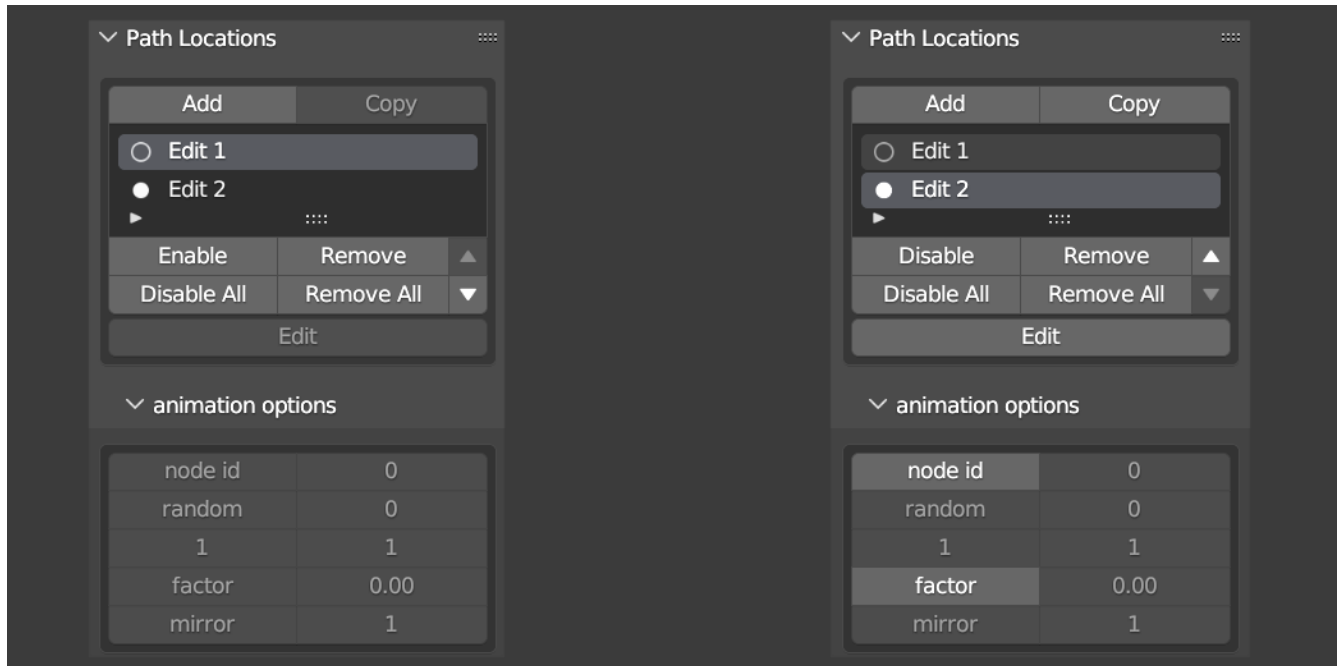 Path Locations
Add Copy
Edit 1
Edit 2
Enable Remove
Disable All Remove All
Edit
animation options
node id 0
random 0
1 1
factor 0.00
mirror 1
Path Locations
Add Copy
Edit 1
Edit 2
Disable Remove
Disable All Remove All
Edit
animation options
node id 0
random 0
1 1
factor 0.00
mirror 1